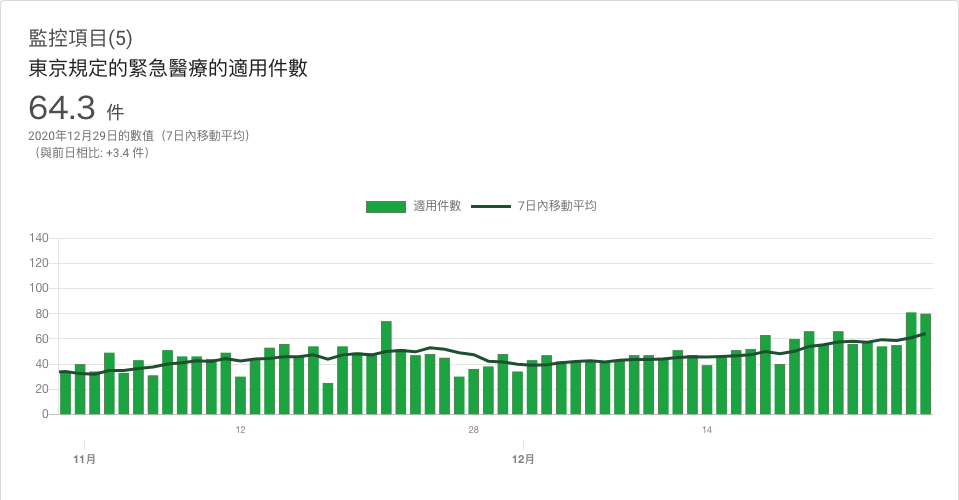 監控項目(5)
東京規定的緊急醫療的適用件數
64.3 件
2020年12月29日的數值（7日內移動平均）
（與前日相比: +3.4 件）
適用件數 7日內移動平均
140
120
100
80
60
40
20
0
12 28 14
11月 12月